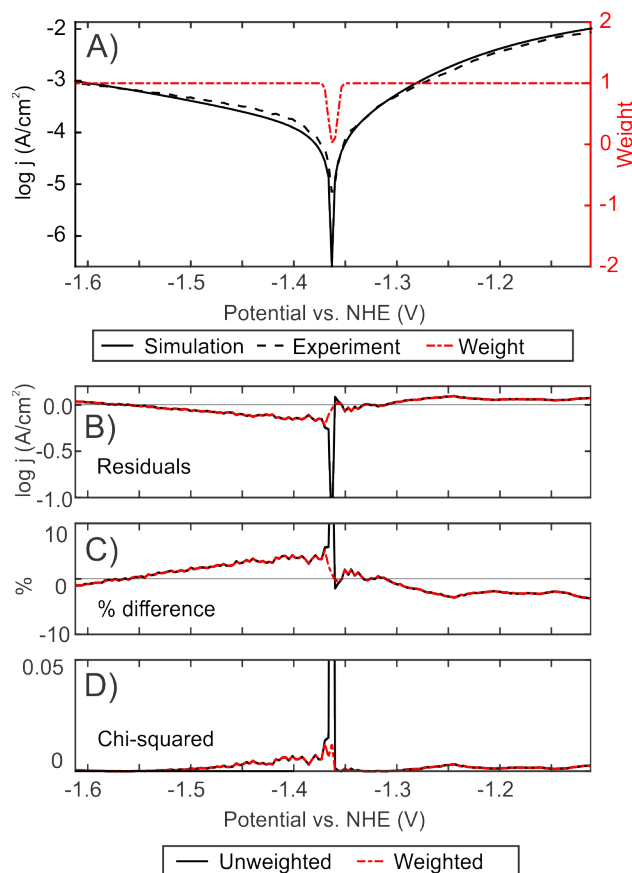 A)
-2
-3
-4
-5
-6
log j (A/cm²)
2
1
0
-1
-2
Weight
-1.6 -1.5 -1.4 -1.3 -1.2
Potential vs. NHE (V)
Simulation Experiment Weight
B)
0.0
-0.5
-1.0
log j (A/cm²)
Residuals
C)
10
0
-10
%
% difference
D)
0.05
0
Chi-squared
-1.6 -1.5 -1.4 -1.3 -1.2
Potential vs. NHE (V)
Unweighted Weighted